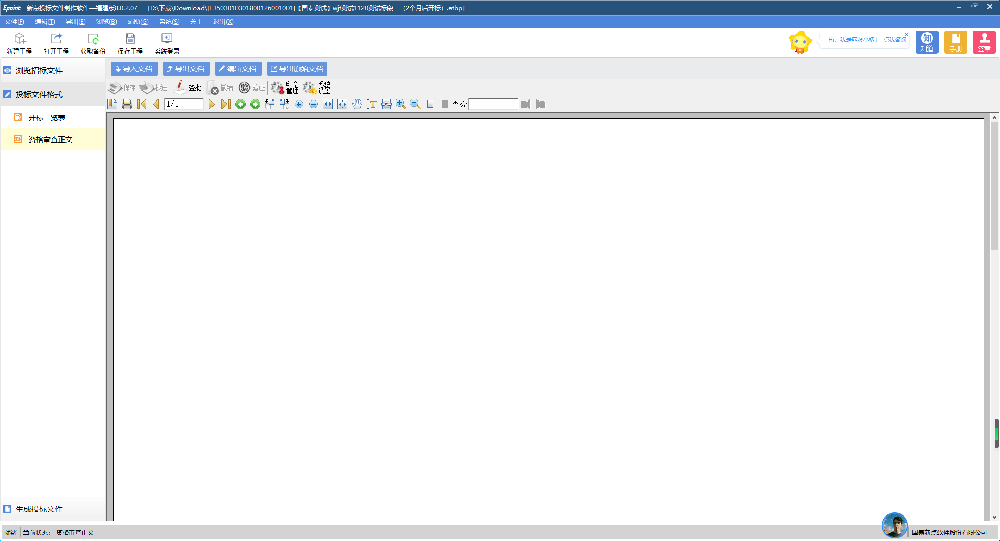 Epoint 新点投标文件制作软件—福建版8.0.2.07 [D:\下载\Download\[E3503010301800126001001]【国泰测试】wjt测试1120测试标段一（2个月后开标）.etbp]
文件(F) 编辑(T) 导出(E) 浏览(B) 辅助(G) 系统(S) 关于 退出(X)
新建工程 打开工程 获取备份 保存工程 系统登录
Hi，我是客服小桥！ 点我咨询
知 知道 手册 签章
浏览招标文件
导入文档 导出文档 编辑文档 导出原始文档
保存 抄送 签批 撤销 验 验证 印章管理 系统设置
投标文件格式
1/1 查找:
开标一览表
资格审查正文
生成投标文件
就绪 当前状态： 资格审查正文 国泰新点软件股份有限公司